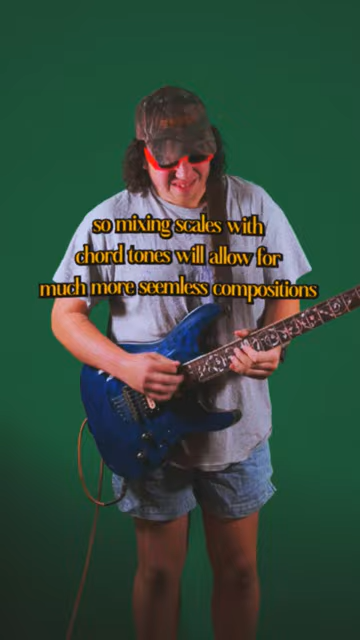 so mixing scales with
chord tones will allow for
much more seemless compositions